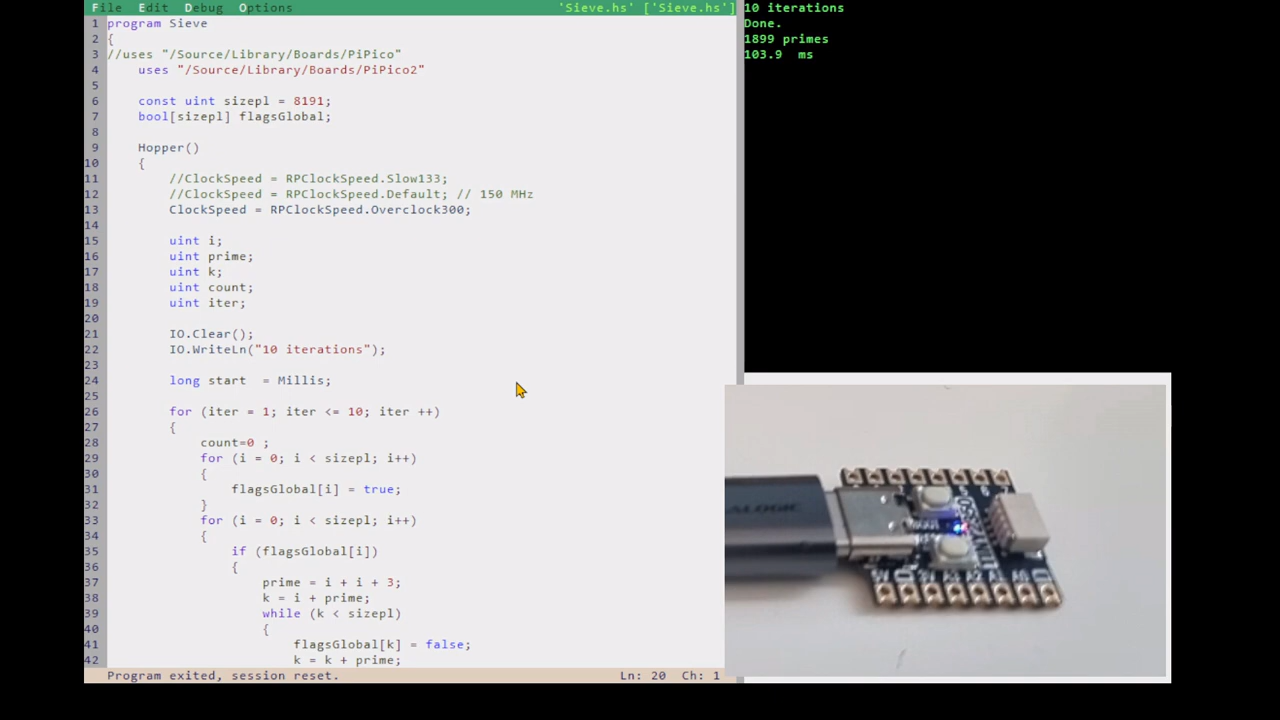 File Edit Debug Options 'Sieve.hs' ['Sieve.hs']
1 program Sieve
2 {
3 //uses "/Source/Library/Boards/PiPico"
4 uses "/Source/Library/Boards/PiPico2"
5
6 const uint sizepl = 8191;
7 bool[sizepl] flagsGlobal;
8
9 Hopper()
10 {
11 //ClockSpeed = RPClockSpeed.Slow133;
12 //ClockSpeed = RPClockSpeed.Default; // 150 MHz
13 ClockSpeed = RPClockSpeed.Overclock300;
14
15 uint i;
16 uint prime;
17 uint k;
18 uint count;
19 uint iter;
20
21 IO.Clear();
22 IO.WriteLn("10 iterations");
23
24 long start  = Millis;
25
26 for (iter = 1; iter <= 10; iter ++)
27 {
28 count=0 ;
29 for (i = 0; i < sizepl; i++)
30 {
31 flagsGlobal[i] = true;
32 }
33 for (i = 0; i < sizepl; i++)
34 {
35 if (flagsGlobal[i])
36 {
37 prime = i + i + 3;
38 k = i + prime;
39 while (k < sizepl)
40 {
41 flagsGlobal[k] = false;
42 k = k + prime;
Program exited, session reset. Ln: 20 Ch: 1
10 iterations
Done.
1899 primes
103.9  ms
5V 3V A3 A2 A1 A0